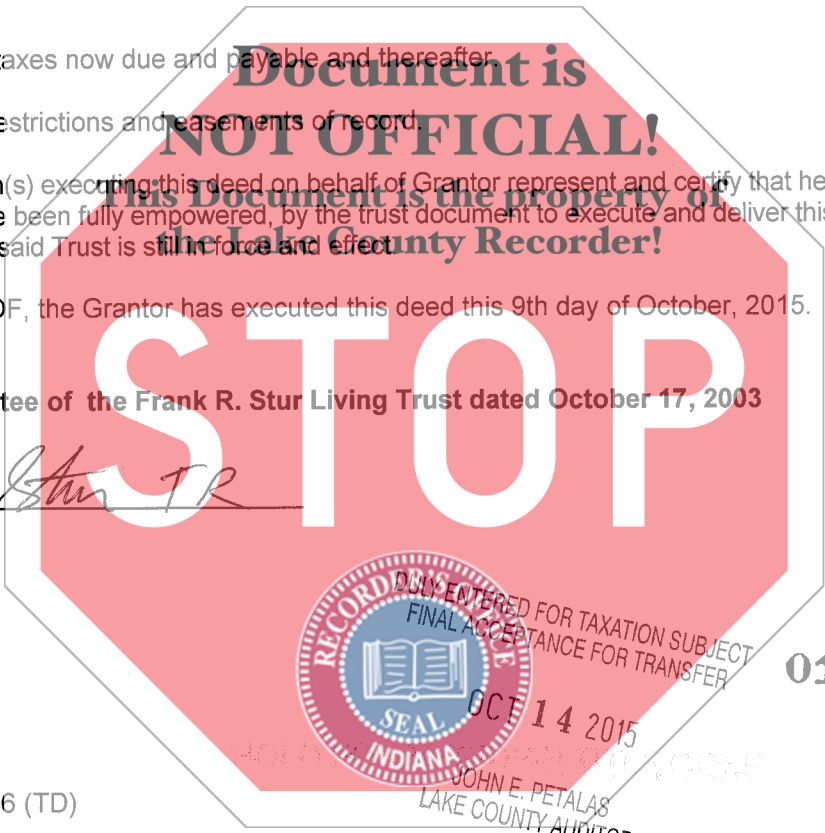 axes now due and payable and thereafter.
Document is
estrictions and easements of record.
NOT OFFICIAL!
(s) executing this deed on behalf of Grantor represent and certify that he
This Document is the property of
been fully empowered, by the trust document to execute and deliver this
said Trust is still in force and effect.
the Lake County Recorder!
OF, the Grantor has executed this deed this 9th day of October, 2015.
STOP
tee of the Frank R. Stur Living Trust dated October 17, 2003
Stur TR
RECORDER'S OFFICE
SEAL
INDIANA
DULY ENTERED FOR TAXATION SUBJECT
FINAL ACCEPTANCE FOR TRANSFER
OCT 14 2015
JOHN E. PETALAS
LAKE COUNTY AUDITOR
6 (TD)